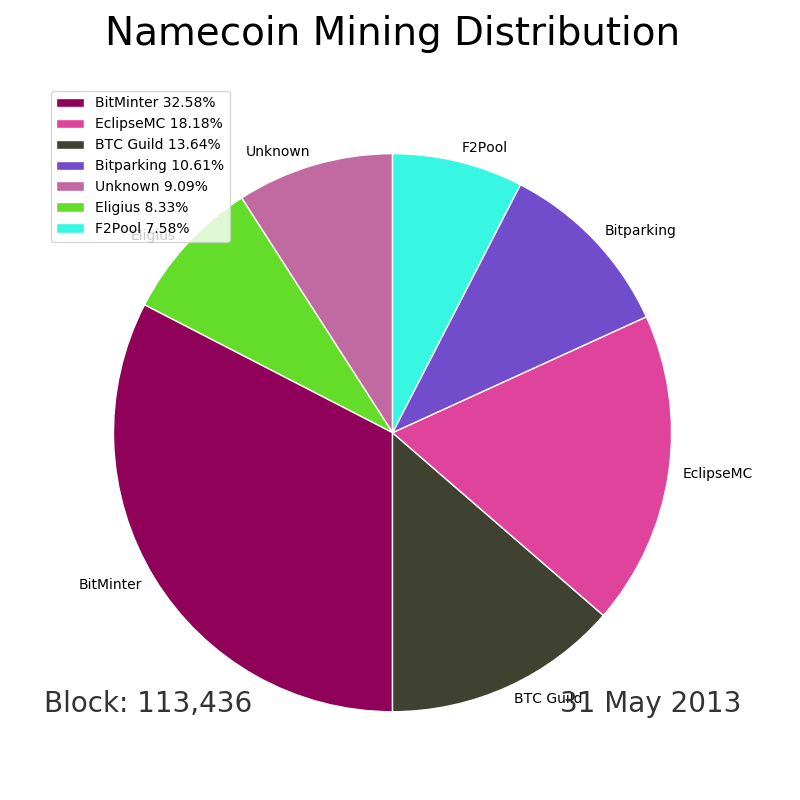 Namecoin Mining Distribution
BitMinter 32.58%
EclipseMC 18.18%
BTC Guild 13.64%
Bitparking 10.61%
Unknown 9.09%
Eligius 8.33%
F2Pool 7.58%
Unknown
F2Pool
Eligius
Bitparking
EclipseMC
BitMinter
BTC Guild
Block: 113,436
31 May 2013